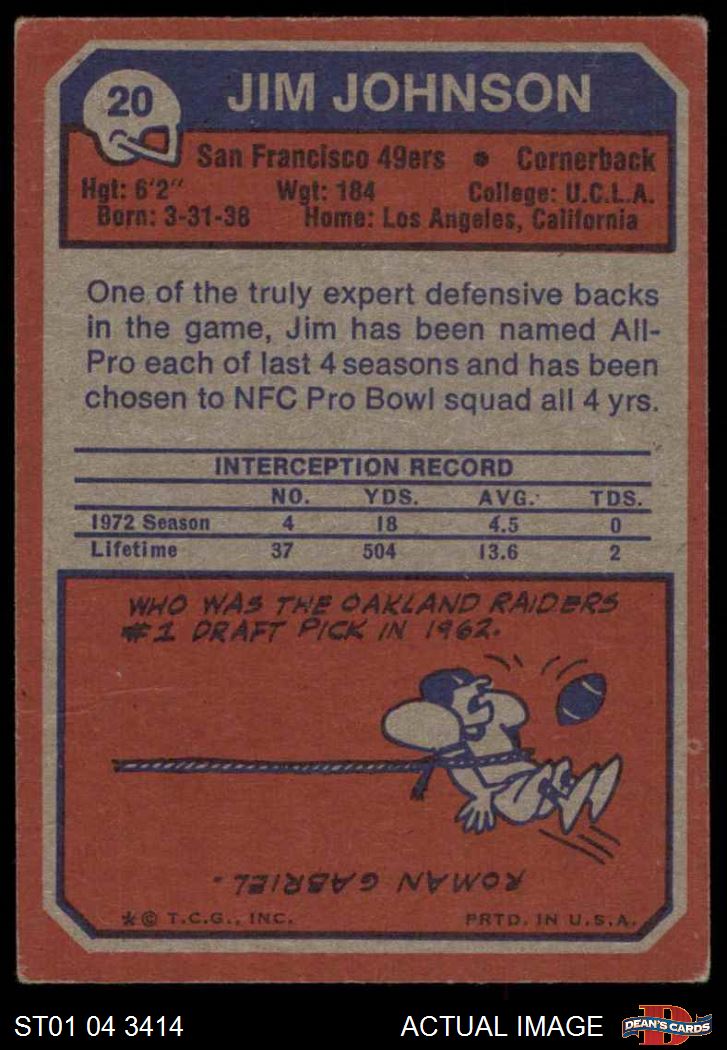 20
JIM JOHNSON
San Francisco 49ers • Cornerback
Hgt: 6'2" Wgt: 184 College: U.C.L.A.
Born: 3-31-38 Home: Los Angeles, California
One of the truly expert defensive backs
in the game, Jim has been named All-
Pro each of last 4 seasons and has been
chosen to NFC Pro Bowl squad all 4 yrs.
INTERCEPTION RECORD
NO. YDS. AVG. TDS.
1972 Season 4 18 4.5 0
Lifetime 37 504 13.6 2
WHO WAS THE OAKLAND RAIDERS
#1 DRAFT PICK IN 1962.
ROMAN GABRIEL.
* © T.C.G., INC. PRTD. IN U.S.A.
ST01 04 3414 ACTUAL IMAGE D DEAN'S CARDS